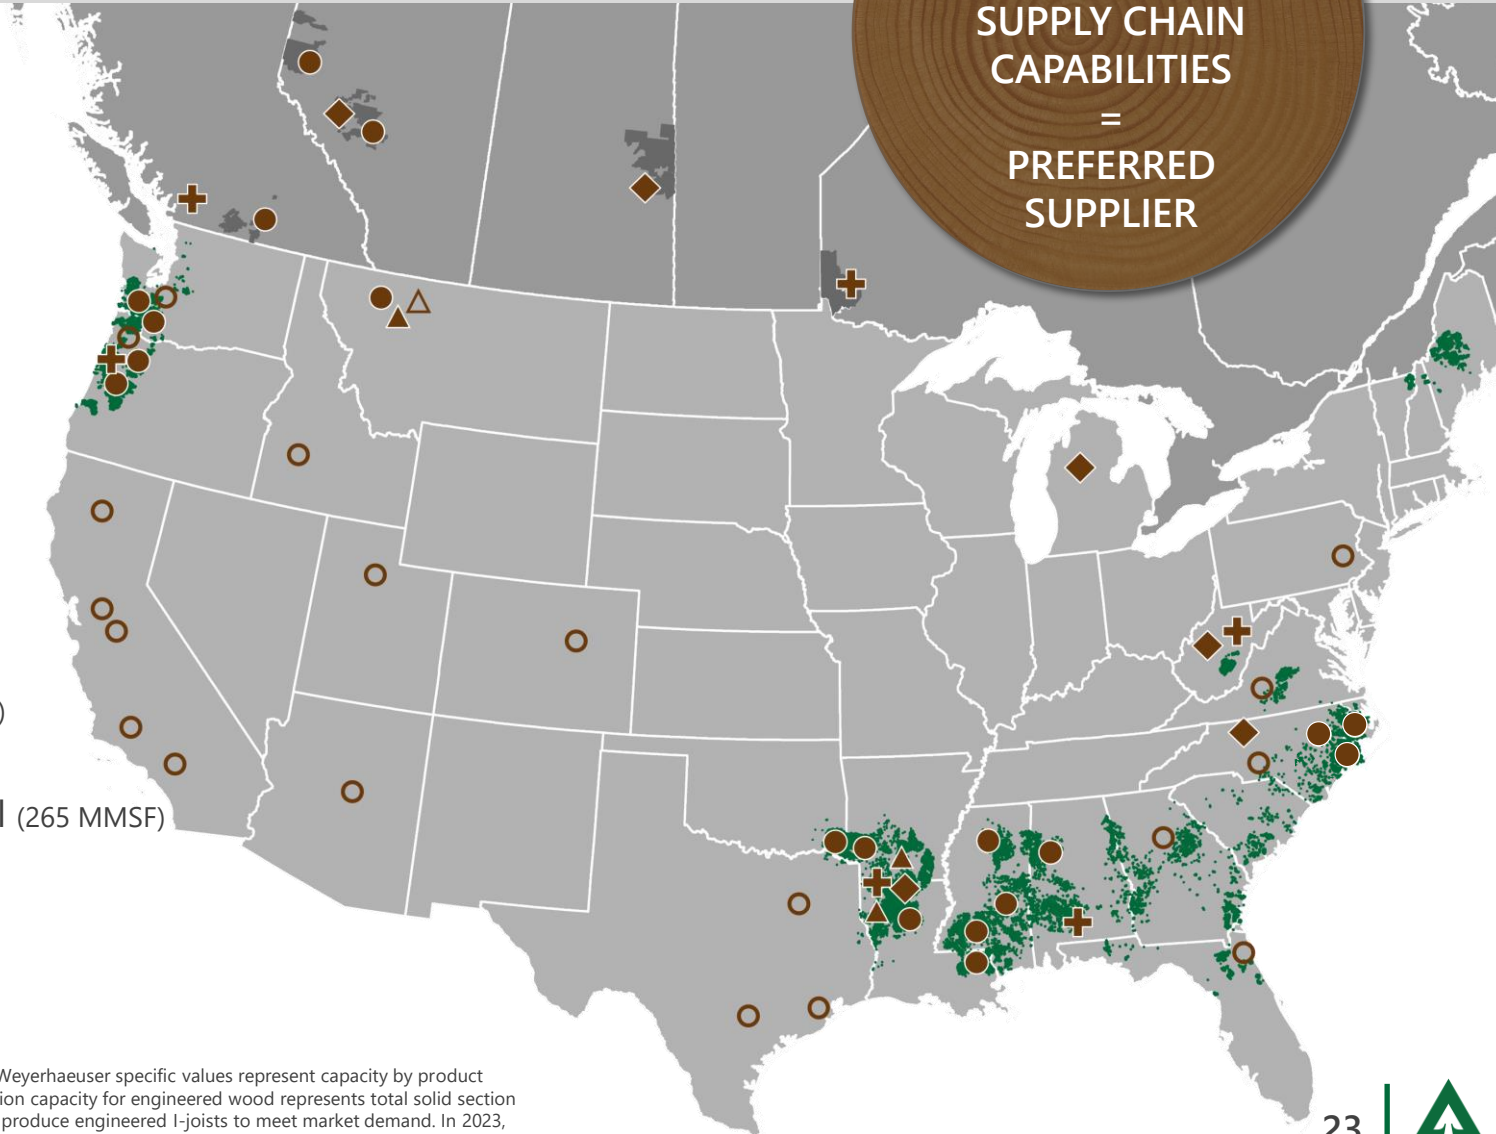 SUPPLY CHAIN
CAPABILITIES
=
PREFERRED
SUPPLIER
)
(265 MMSF)
Weyerhaeuser specific values represent capacity by product
ion capacity for engineered wood represents total solid section
produce engineered I-joists to meet market demand. In 2023,
23